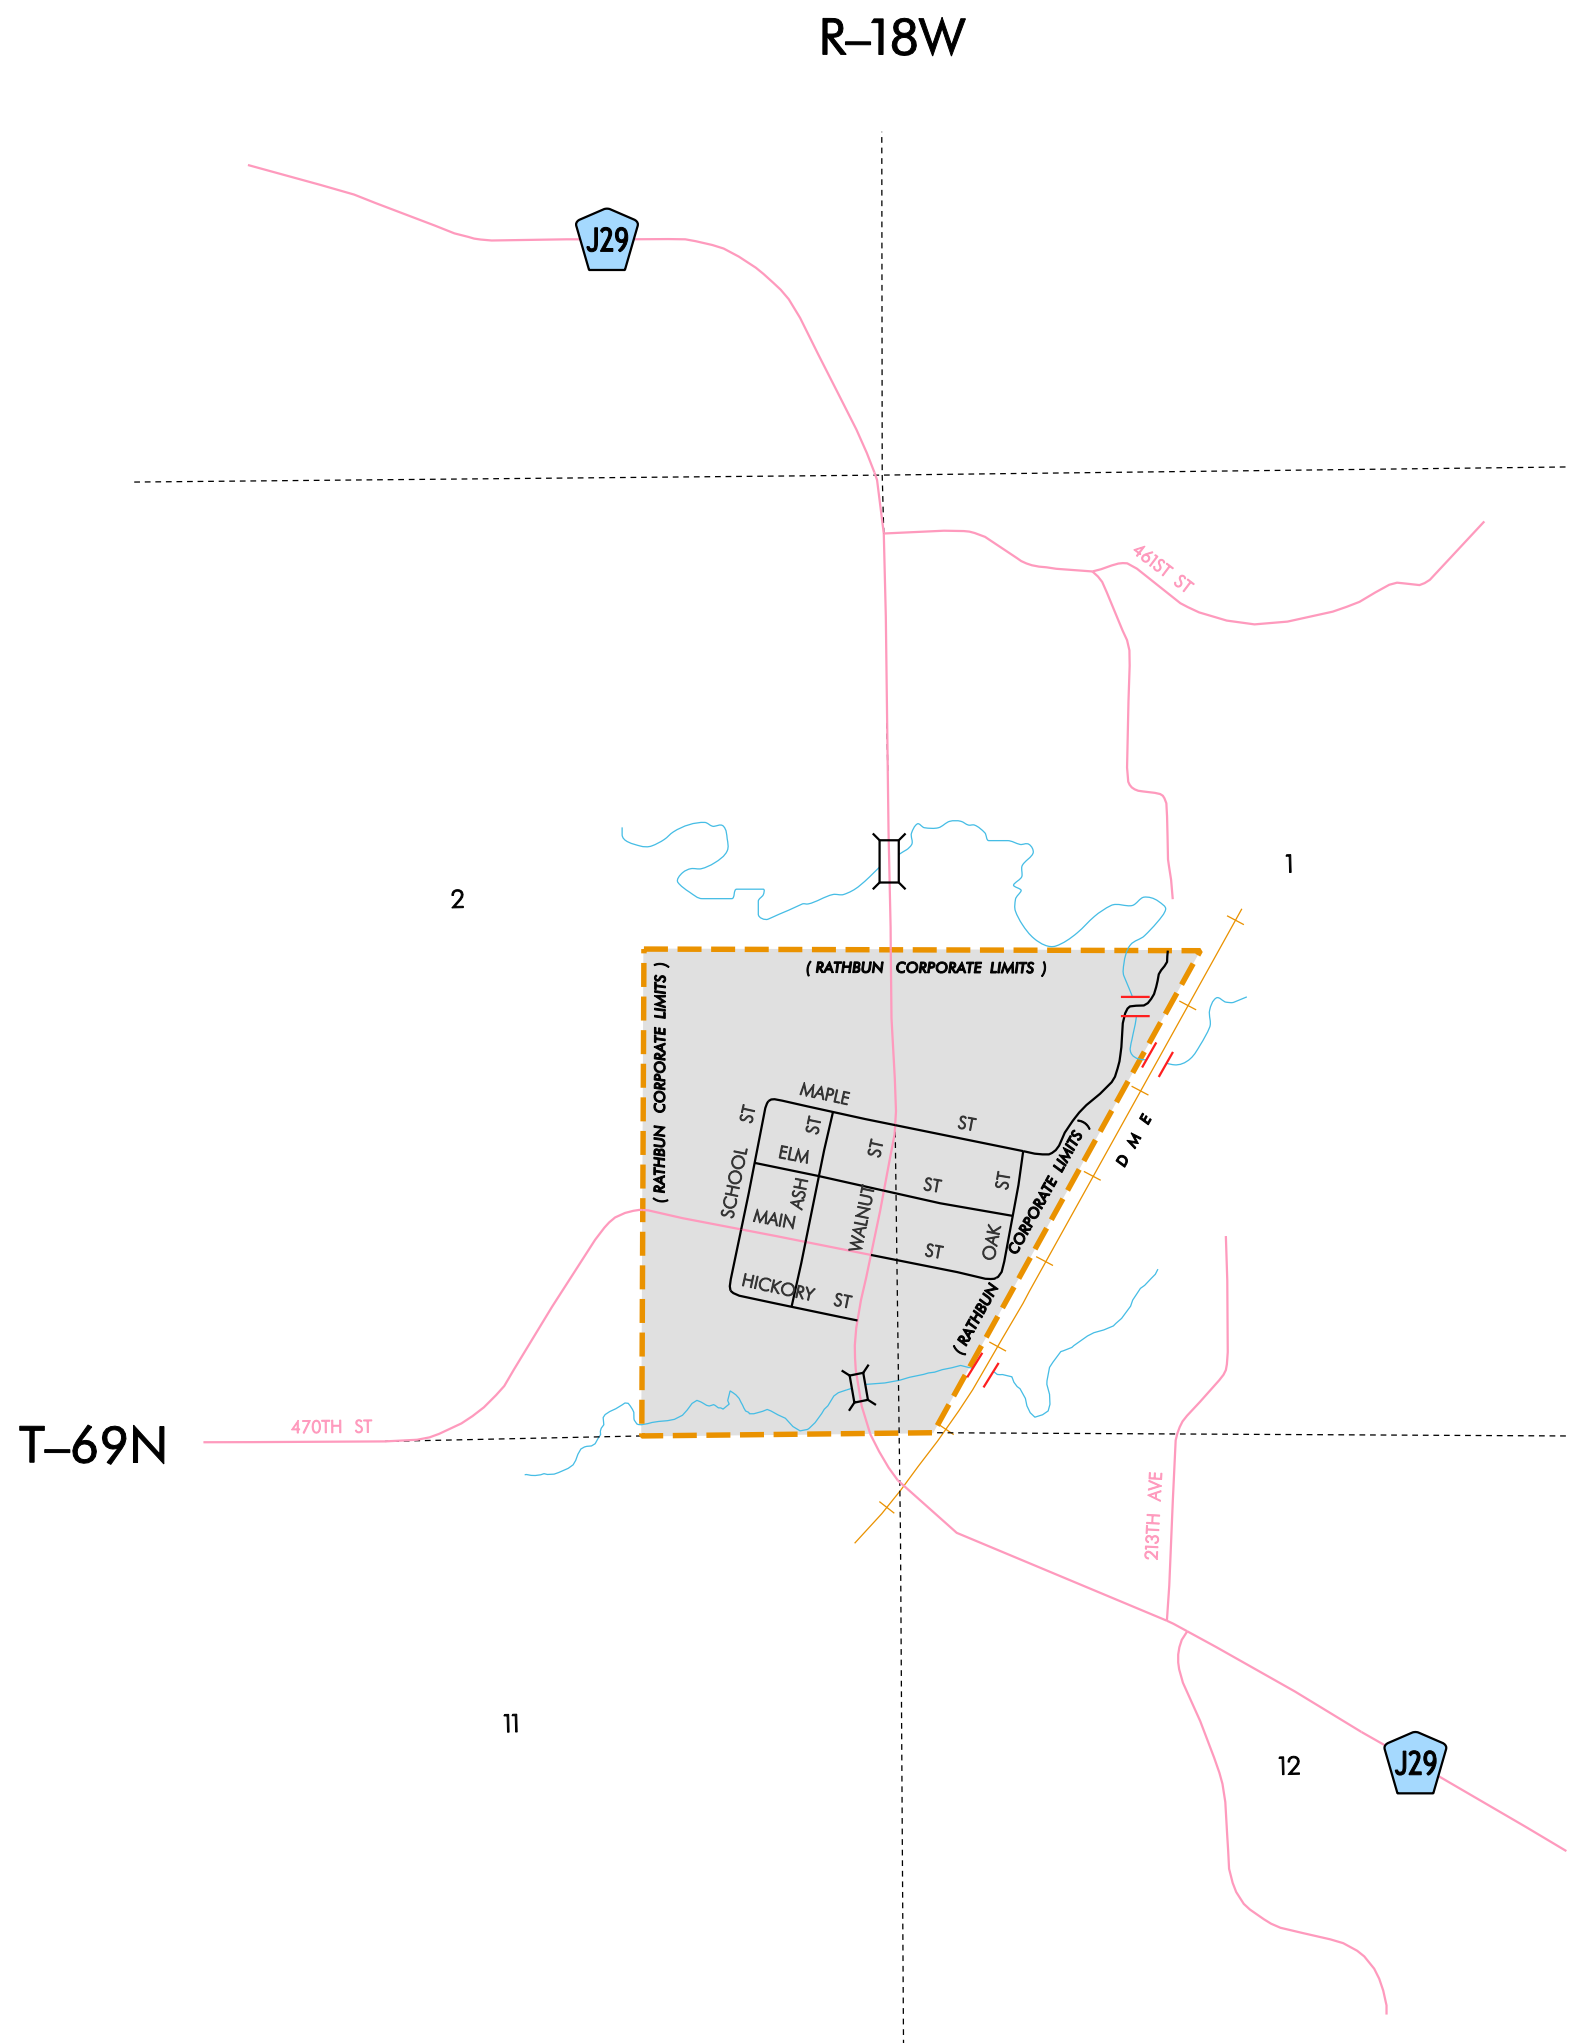 R–18W
J29
461ST ST
1
2
( RATHBUN CORPORATE LIMITS )
( RATHBUN CORPORATE LIMITS )
MAPLE ST
SCHOOL ST
ASH ST
ELM ST
WALNUT ST
OAK ST
MAIN ST
HICKORY ST
( RATHBUN CORPORATE LIMITS )
D M E
470TH ST
T–69N
213TH AVE
11
12
J29